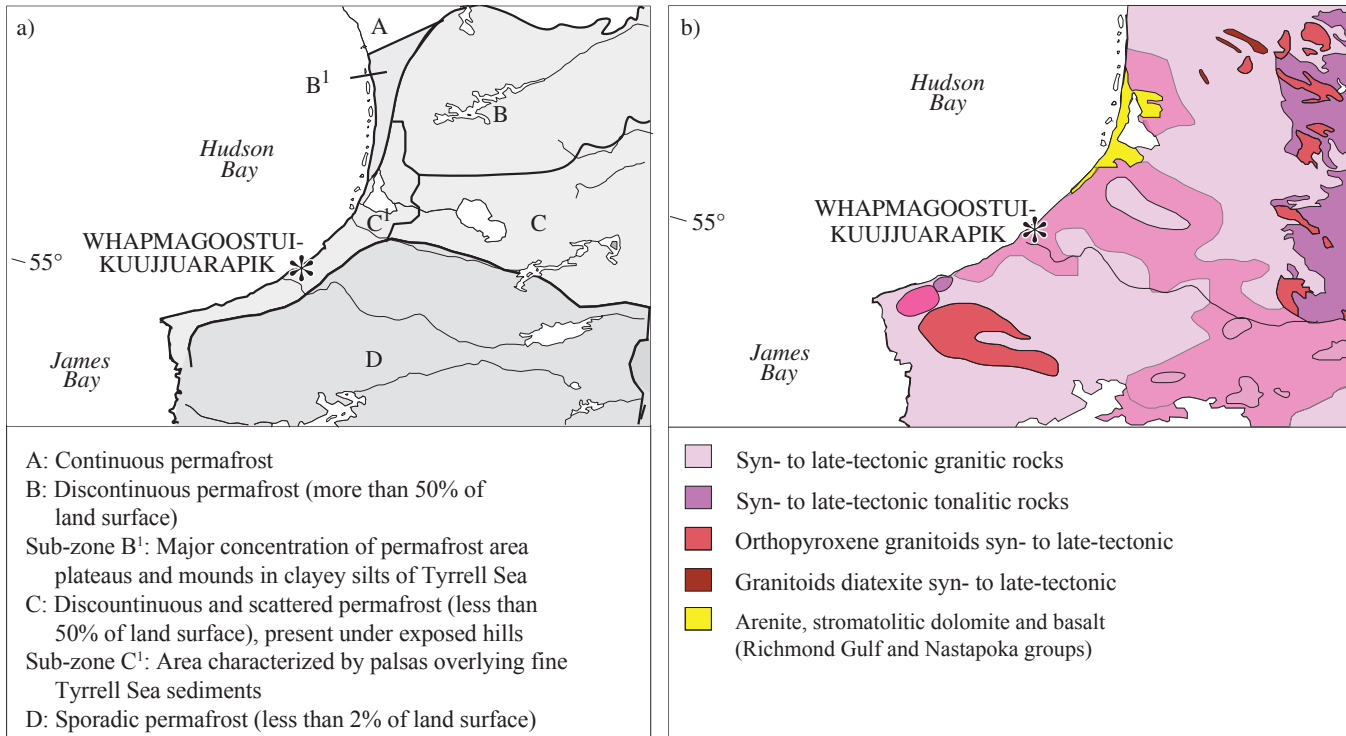 a)
A
B¹
B
Hudson
Bay
C¹
C
WHAPMAGOOSTUI-
KUUJJUARAPIK
55°
James
Bay
D
A: Continuous permafrost
B: Discontinuous permafrost (more than 50% of
land surface)
Sub-zone B¹: Major concentration of permafrost area
plateaus and mounds in clayey silts of Tyrrell Sea
C: Discountinuous and scattered permafrost (less than
50% of land surface), present under exposed hills
Sub-zone C¹: Area characterized by palsas overlying fine
Tyrrell Sea sediments
D: Sporadic permafrost (less than 2% of land surface)
b)
Hudson
Bay
WHAPMAGOOSTUI-
KUUJJUARAPIK
55°
James
Bay
Syn- to late-tectonic granitic rocks
Syn- to late-tectonic tonalitic rocks
Orthopyroxene granitoids syn- to late-tectonic
Granitoids diatexite syn- to late-tectonic
Arenite, stromatolitic dolomite and basalt
(Richmond Gulf and Nastapoka groups)